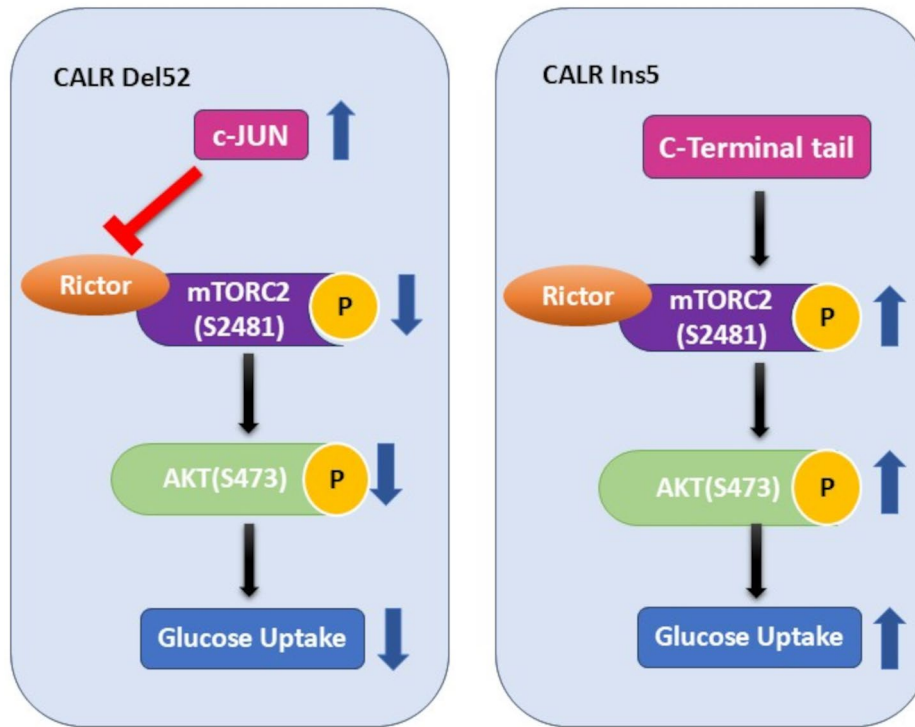 CALR Del52
c-JUN
Rictor
mTORC2
(S2481)
P
AKT(S473)
P
Glucose Uptake
CALR Ins5
C-Terminal tail
Rictor
mTORC2
(S2481)
P
AKT(S473)
P
Glucose Uptake